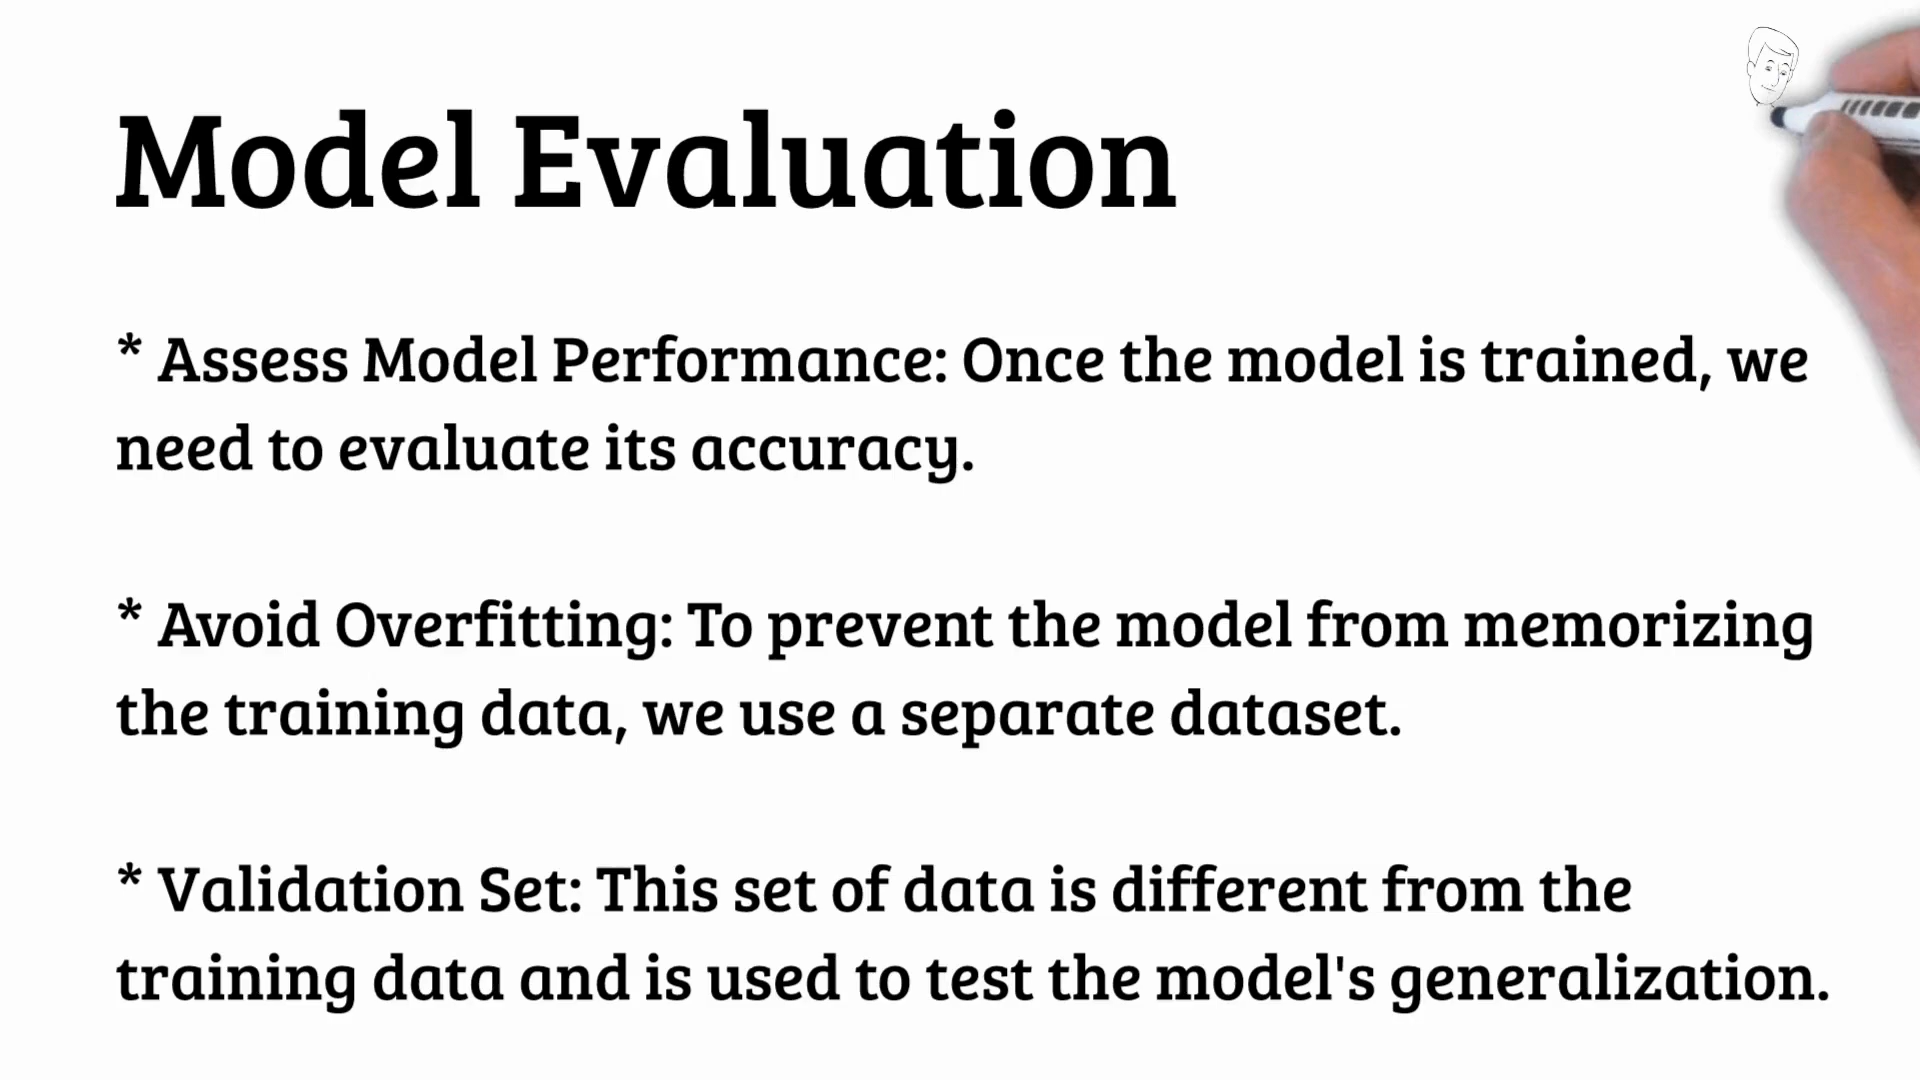 Model Evaluation
* Assess Model Performance: Once the model is trained, we
need to evaluate its accuracy.
* Avoid Overfitting: To prevent the model from memorizing
the training data, we use a separate dataset.
* Validation Set: This set of data is different from the
training data and is used to test the model's generalization.